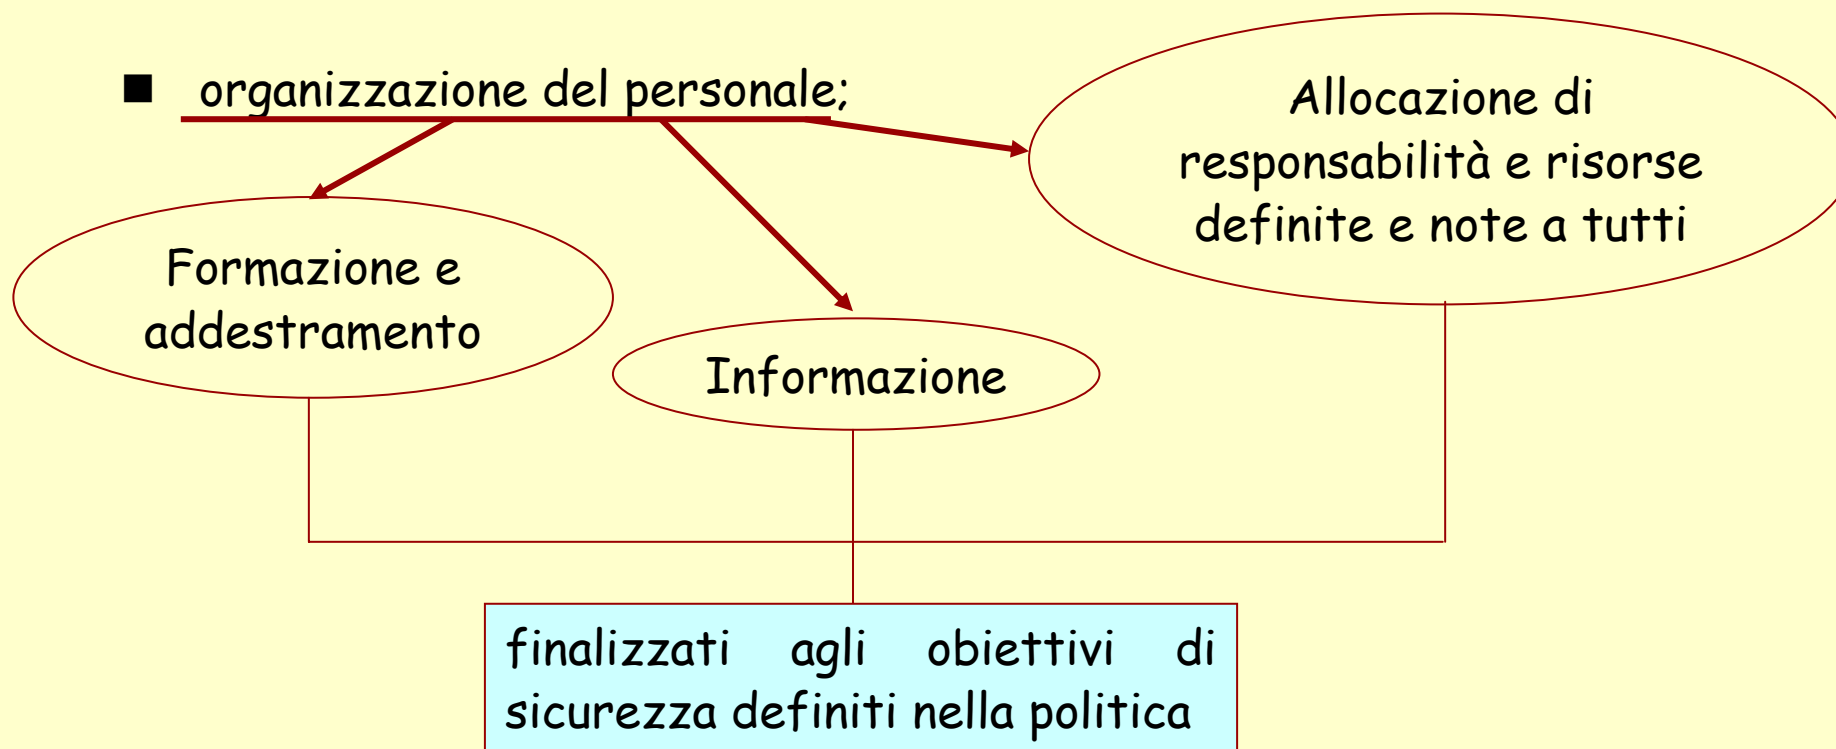 ■ organizzazione del personale;
Allocazione di
responsabilità e risorse
definite e note a tutti
Formazione e
addestramento
Informazione
finalizzati agli obiettivi di
sicurezza definiti nella politica